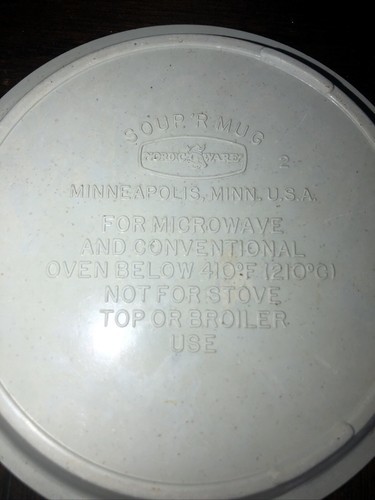 SOUP 'R MUG
NORDIC WARE
2
MINNEAPOLIS, MINN. U.S.A.
FOR MICROWAVE
AND CONVENTIONAL
OVEN BELOW 410°F (210°C)
NOT FOR STOVE
TOP OR BROILER
USE